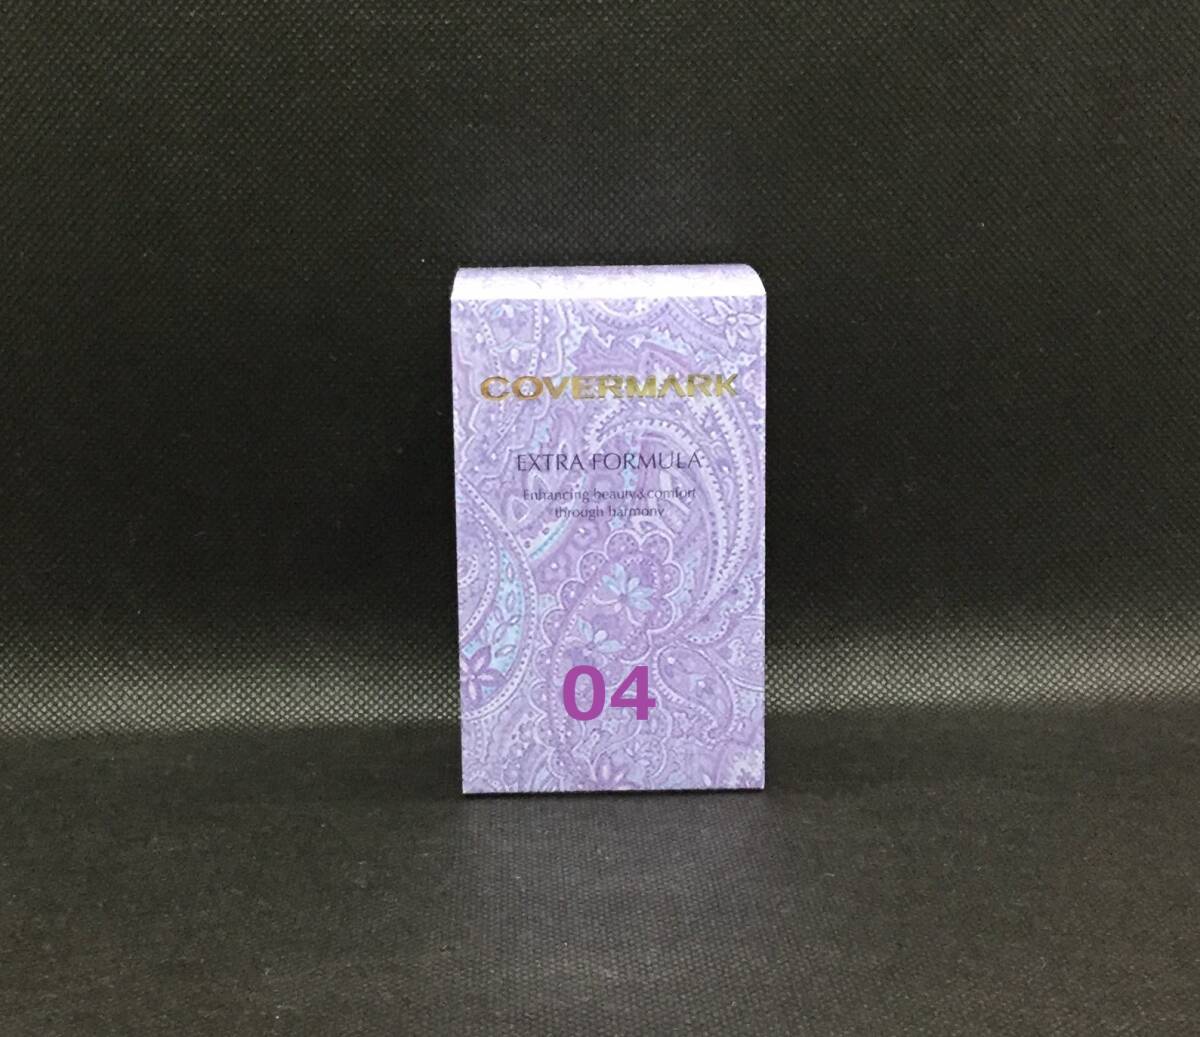 COVERMARK
EXTRA FORMULA
Enhancing beauty&comfort
through harmony
04